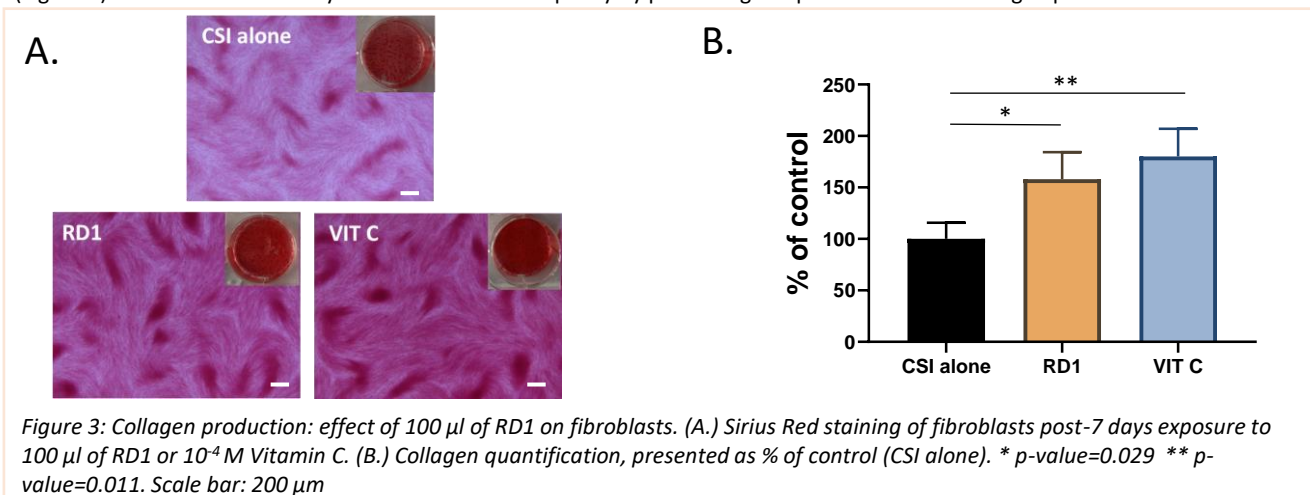 A.
CSI alone
RD1
VIT C
B.
**
*
% of control
250
200
150
100
50
0
CSI alone RD1 VIT C
Figure 3: Collagen production: effect of 100 μl of RD1 on fibroblasts. (A.) Sirius Red staining of fibroblasts post-7 days exposure to
100 μl of RD1 or 10⁻⁴ M Vitamin C. (B.) Collagen quantification, presented as % of control (CSI alone). * p-value=0.029 ** p-
value=0.011. Scale bar: 200 μm